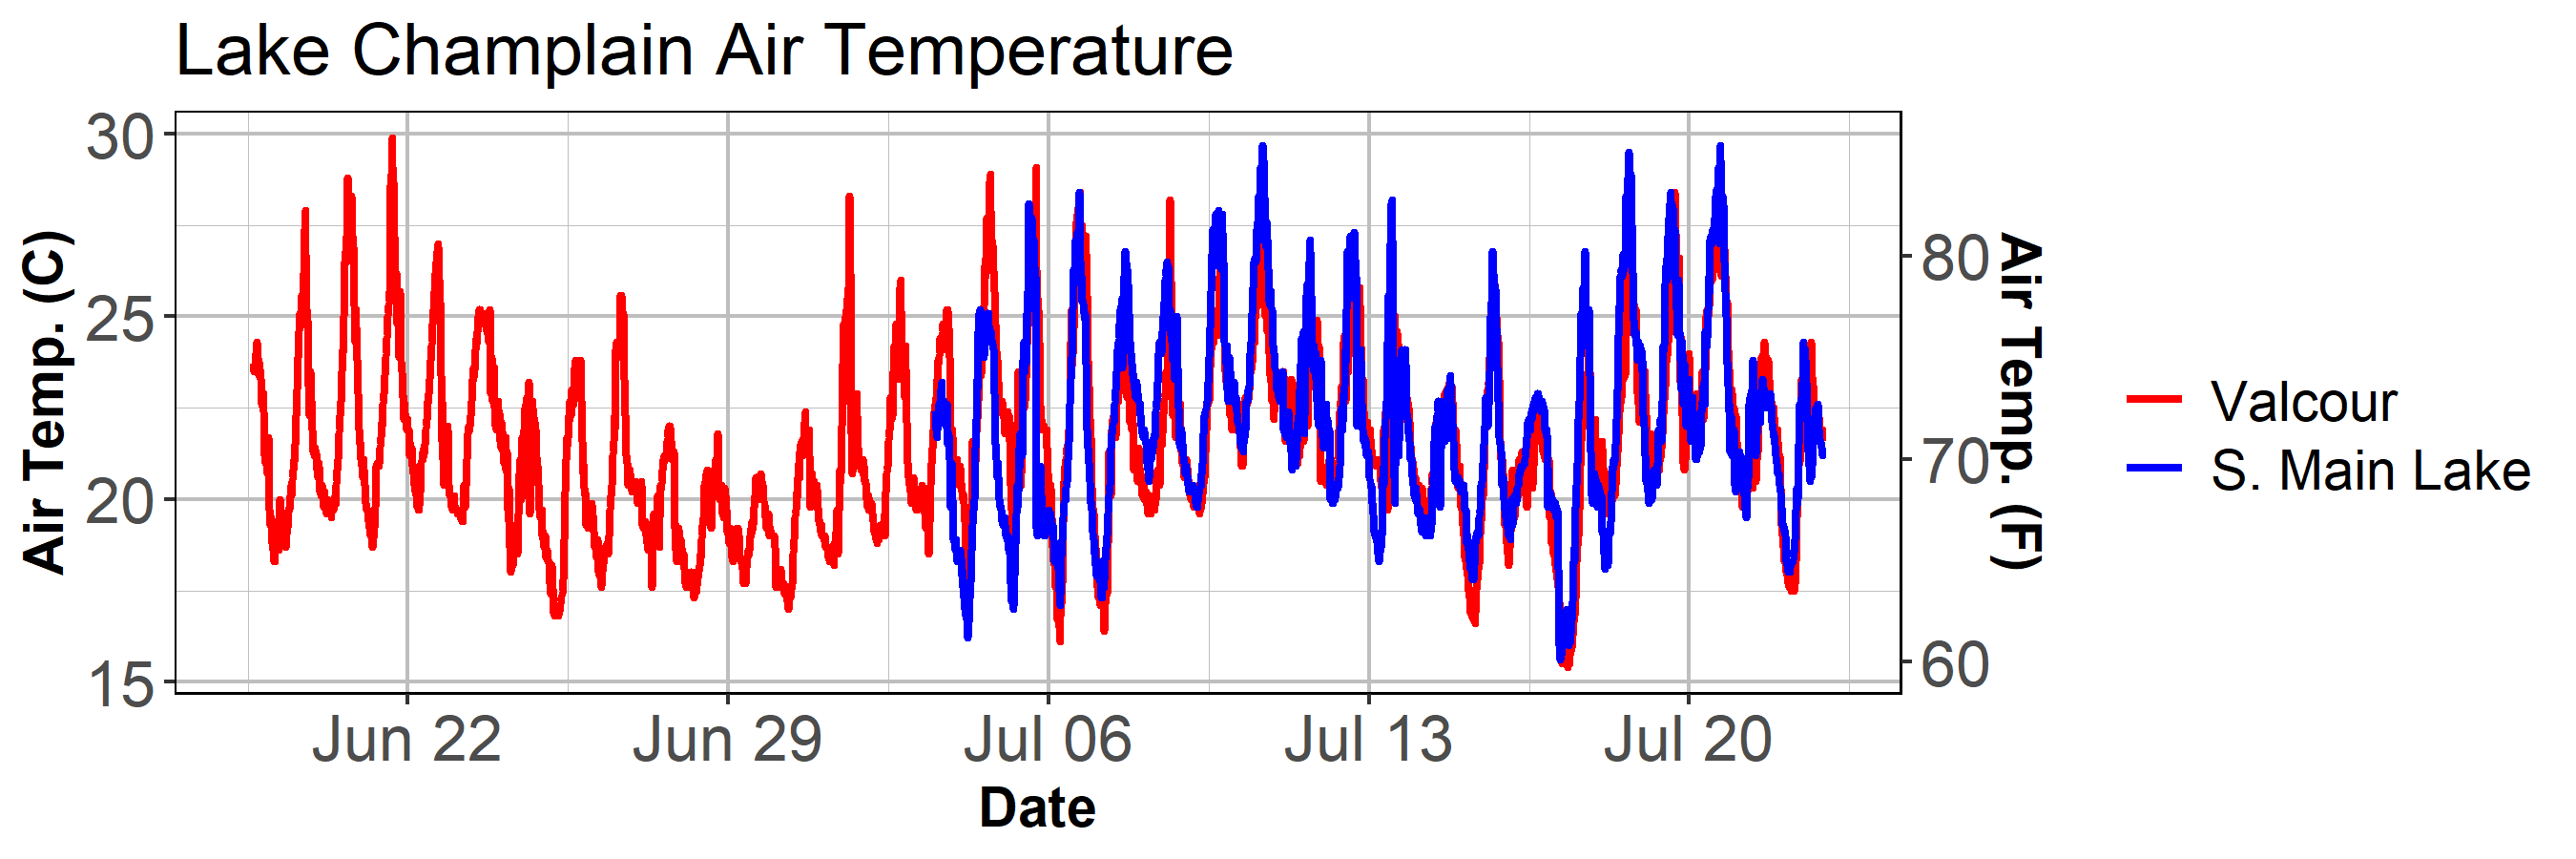 Lake Champlain Air Temperature
Air Temp. (C)
30
25
20
15
Air Temp. (F)
80
70
60
Jun 22
Jun 29
Jul 06
Jul 13
Jul 20
Date
Valcour
S. Main Lake